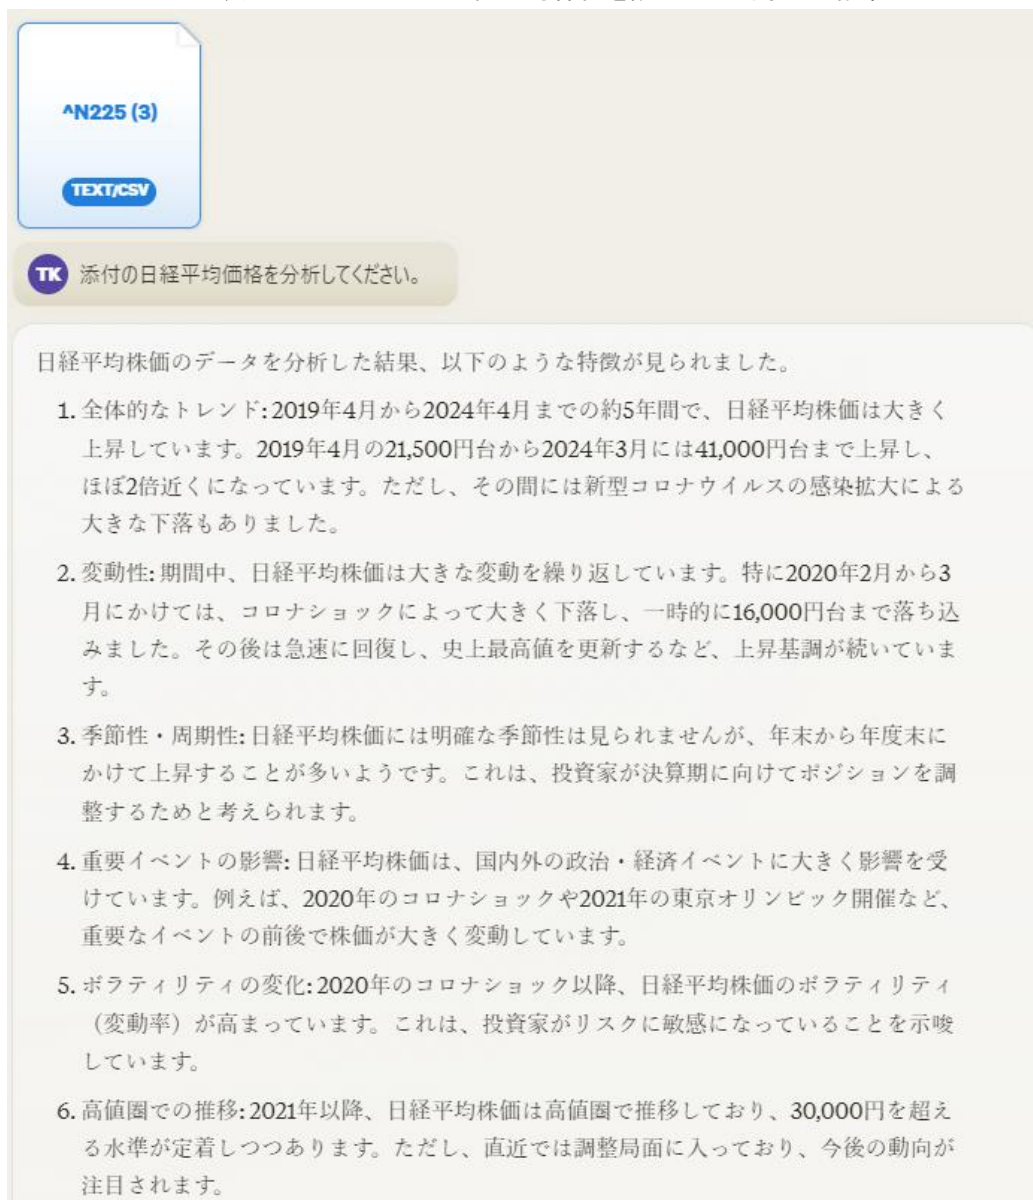 ^N225 (3)
TEXT/CSV
TK 添付の日経平均価格を分析してください。
日経平均株価のデータを分析した結果、以下のような特徴が見られました。
1. 全体的なトレンド: 2019年4月から2024年4月までの約5年間で、日経平均株価は大きく
上昇しています。2019年4月の21,500円台から2024年3月には41,000円台まで上昇し、
ほぼ2倍近くになっています。ただし、その間には新型コロナウイルスの感染拡大による
大きな下落もありました。
2. 変動性: 期間中、日経平均株価は大きな変動を繰り返しています。特に2020年2月から3
月にかけては、コロナショックによって大きく下落し、一時的に16,000円台まで落ち込
みました。その後は急速に回復し、史上最高値を更新するなど、上昇基調が続いていま
す。
3. 季節性・周期性: 日経平均株価には明確な季節性は見られませんが、年末から年度末に
かけて上昇することが多いようです。これは、投資家が決算期に向けてポジションを調
整するためと考えられます。
4. 重要イベントの影響: 日経平均株価は、国内外の政治・経済イベントに大きく影響を受
けています。例えば、2020年のコロナショックや2021年の東京オリンピック開催など、
重要なイベントの前後で株価が大きく変動しています。
5. ボラティリティの変化: 2020年のコロナショック以降、日経平均株価のボラティリティ
（変動率）が高まっています。これは、投資家がリスクに敏感になっていることを示唆
しています。
6. 高値圏での推移: 2021年以降、日経平均株価は高値圏で推移しており、30,000円を超え
る水準が定着しつつあります。ただし、直近では調整局面に入っており、今後の動向が
注目されます。